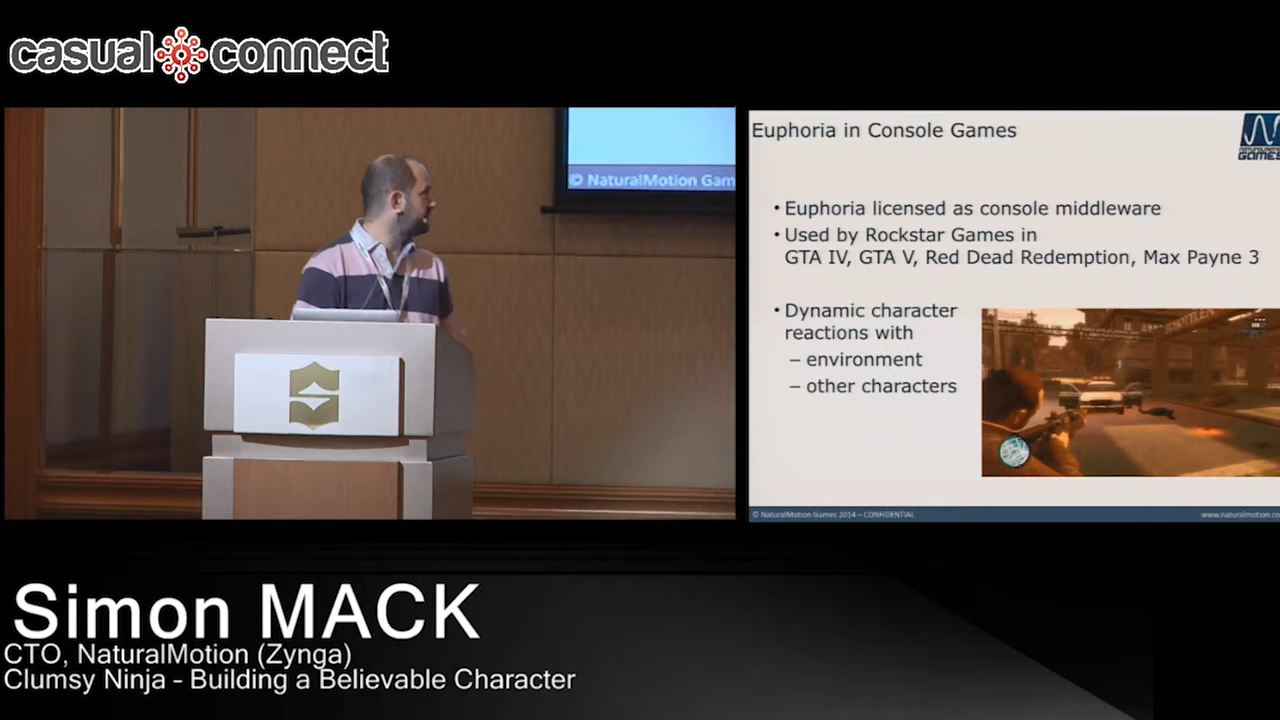 casual connect
© NaturalMotion Gam
Euphoria in Console Games
GAMES
• Euphoria licensed as console middleware
• Used by Rockstar Games in
GTA IV, GTA V, Red Dead Redemption, Max Payne 3
• Dynamic character
reactions with
– environment
– other characters
© NaturalMotion Games 2014 – CONFIDENTIAL
www.naturalmotion.co
Simon MACK
CTO, NaturalMotion (Zynga)
Clumsy Ninja - Building a Believable Character